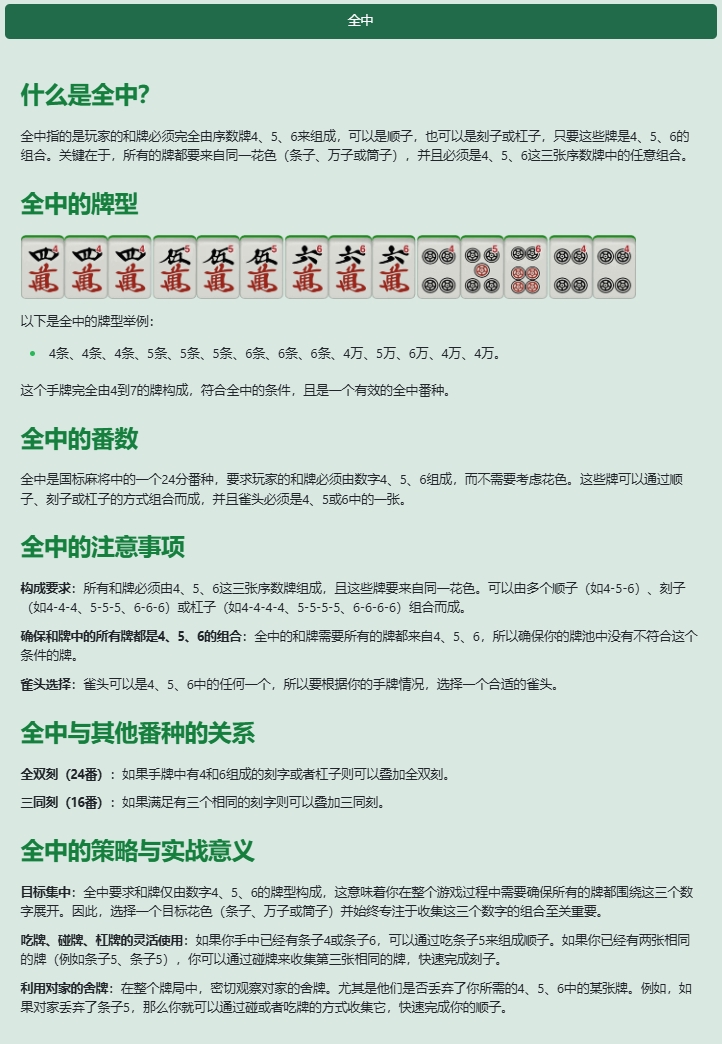 全中
什么是全中？
全中指的是玩家的和牌必须完全由序数牌4、5、6来组成，可以是顺子，也可以是刻子或杠子，只要这些牌是4、5、6的
组合。关键在于，所有的牌都要来自同一花色（条子、万子或筒子），并且必须是4、5、6这三张序数牌中的任意组合。
全中的牌型
四萬4 四萬4 四萬4 伍萬5 伍萬5 伍萬5 六萬6 六萬6 六萬6 4 5 6 4 4
以下是全中的牌型举例：
4条、4条、4条、5条、5条、5条、6条、6条、6条、4万、5万、6万、4万、4万。
这个手牌完全由4到7的牌构成，符合全中的条件，且是一个有效的全中番种。
全中的番数
全中是国标麻将中的一个24分番种，要求玩家的和牌必须由数字4、5、6组成，而不需要考虑花色。这些牌可以通过顺
子、刻子或杠子的方式组合而成，并且雀头必须是4、5或6中的一张。
全中的注意事项
构成要求：所有和牌必须由4、5、6这三张序数牌组成，且这些牌要来自同一花色。可以由多个顺子（如4-5-6）、刻子
（如4-4-4、5-5-5、6-6-6）或杠子（如4-4-4-4、5-5-5-5、6-6-6-6）组合而成。
确保和牌中的所有牌都是4、5、6的组合：全中的和牌需要所有的牌都来自4、5、6，所以确保你的牌池中没有不符合这个
条件的牌。
雀头选择：雀头可以是4、5、6中的任何一个，所以要根据你的手牌情况，选择一个合适的雀头。
全中与其他番种的关系
全双刻（24番）：如果手牌中有4和6组成的刻字或者杠子则可以叠加全双刻。
三同刻（16番）：如果满足有三个相同的刻字则可以叠加三同刻。
全中的策略与实战意义
目标集中：全中要求和牌仅由数字4、5、6的牌型构成，这意味着你在整个游戏过程中需要确保所有的牌都围绕这三个数
字展开。因此，选择一个目标花色（条子、万子或筒子）并始终专注于收集这三个数字的组合至关重要。
吃牌、碰牌、杠牌的灵活使用：如果你手中已经有条子4或条子6，可以通过吃条子5来组成顺子。如果你已经有两张相同
的牌（例如条子5、条子5），你可以通过碰牌来收集第三张相同的牌，快速完成刻子。
利用对家的舍牌：在整个牌局中，密切观察对家的舍牌。尤其是他们是否丢弃了你所需的4、5、6中的某张牌。例如，如
果对家丢弃了条子5，那么你就可以通过碰或者吃牌的方式收集它，快速完成你的顺子。